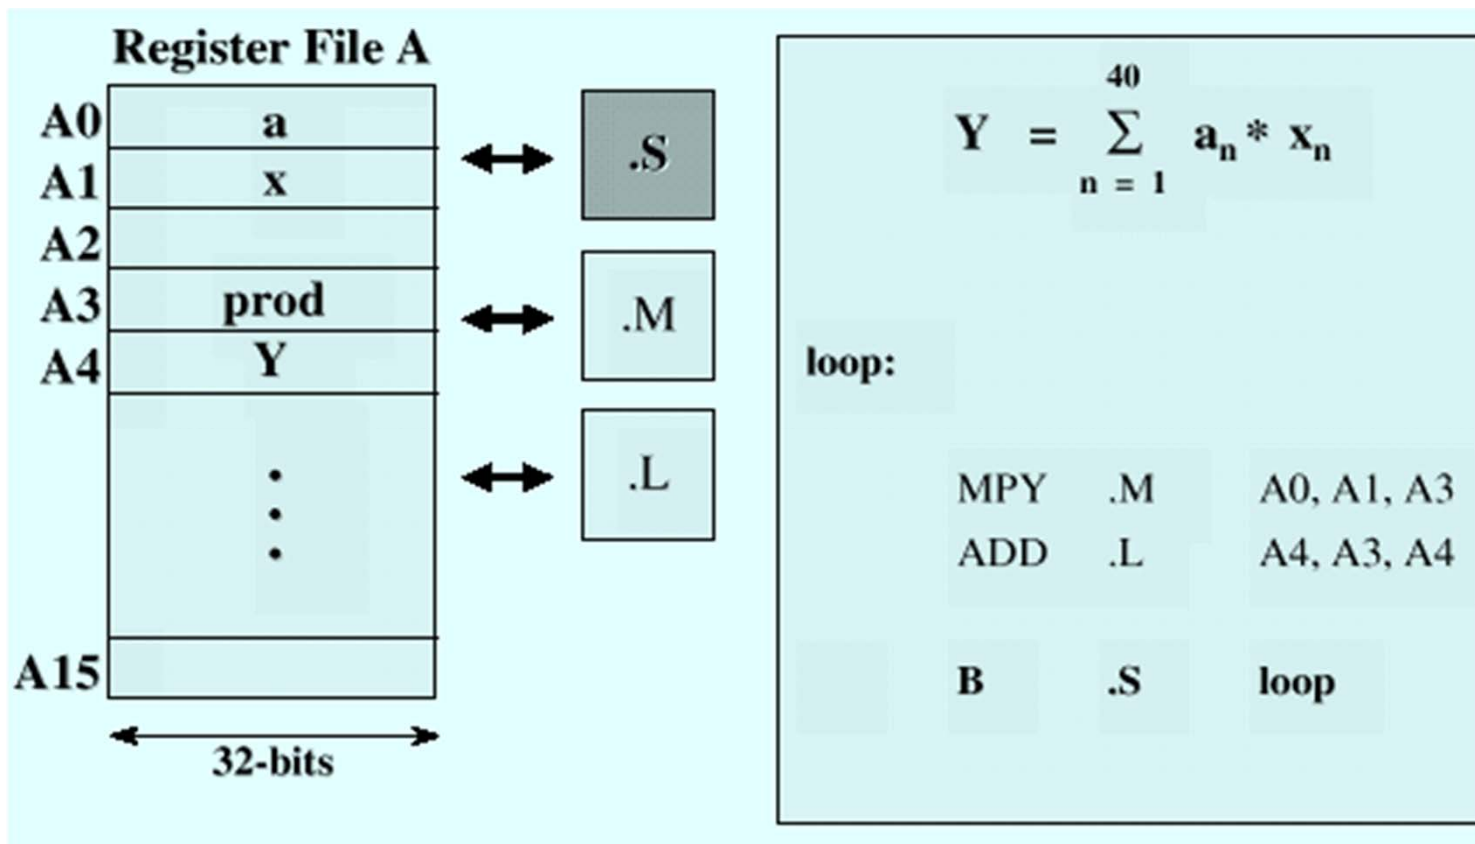 Register File A
A0 a
A1 x
A2
A3 prod
A4 Y
A15
32-bits
.S
.M
.L
40
Y = Σ aₙ * xₙ
n = 1
loop:
MPY .M A0, A1, A3
ADD .L A4, A3, A4
B .S loop